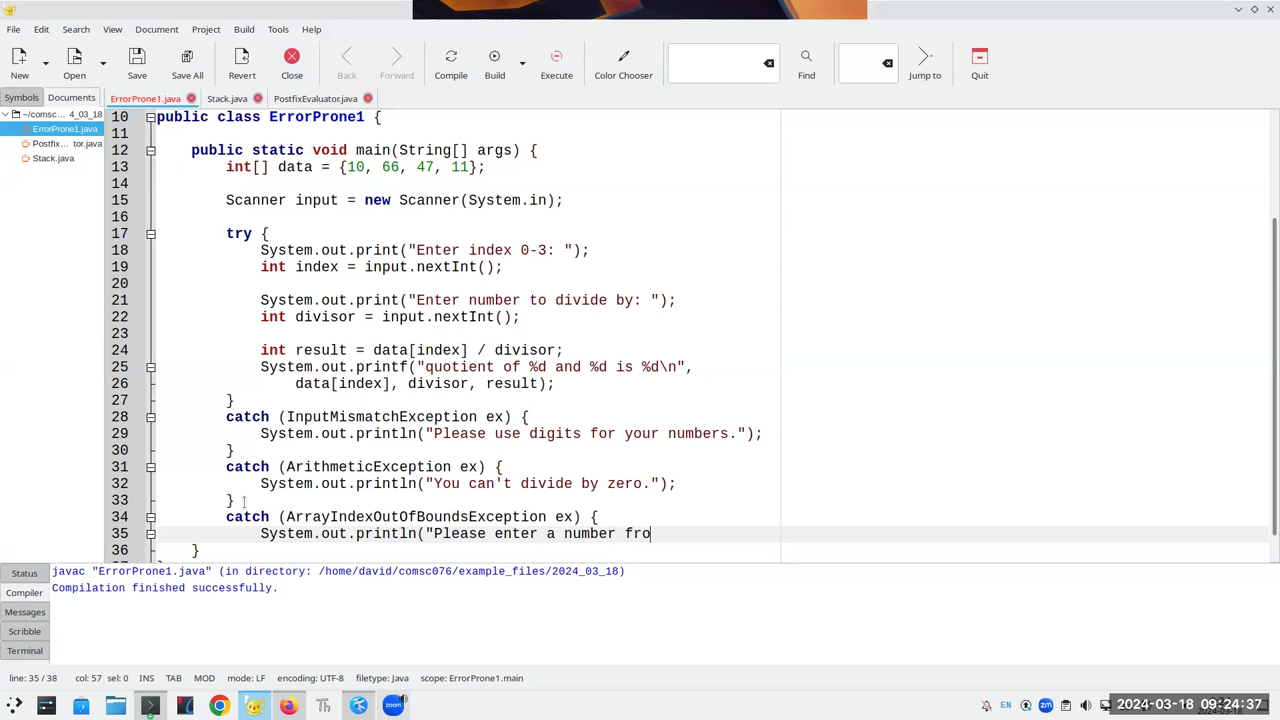 File Edit Search View Document Project Build Tools Help
New Open Save Save All Revert Close Back Forward Compile Build Execute Color Chooser Find Jump to Quit
Symbols Documents ErrorProne1.java Stack.java PostfixEvaluator.java
~/comsc... 4_03_18
ErrorProne1.java
Postfix... tor.java
Stack.java
10 public class ErrorProne1 {
11
12 public static void main(String[] args) {
13 int[] data = {10, 66, 47, 11};
14
15 Scanner input = new Scanner(System.in);
16
17 try {
18 System.out.print("Enter index 0-3: ");
19 int index = input.nextInt();
20
21 System.out.print("Enter number to divide by: ");
22 int divisor = input.nextInt();
23
24 int result = data[index] / divisor;
25 System.out.printf("quotient of %d and %d is %d\n",
26 data[index], divisor, result);
27 }
28 catch (InputMismatchException ex) {
29 System.out.println("Please use digits for your numbers.");
30 }
31 catch (ArithmeticException ex) {
32 System.out.println("You can't divide by zero.");
33 }
34 catch (ArrayIndexOutOfBoundsException ex) {
35 System.out.println("Please enter a number fro
36 }
Status
Compiler
Messages
Scribble
Terminal
javac "ErrorProne1.java" (in directory: /home/david/comsc076/example_files/2024_03_18)
Compilation finished successfully.
line: 35 / 38 col: 57 sel: 0 INS TAB MOD mode: LF encoding: UTF-8 filetype: Java scope: ErrorProne1.main
zoom EN zm 2024-03-18 09:24:37